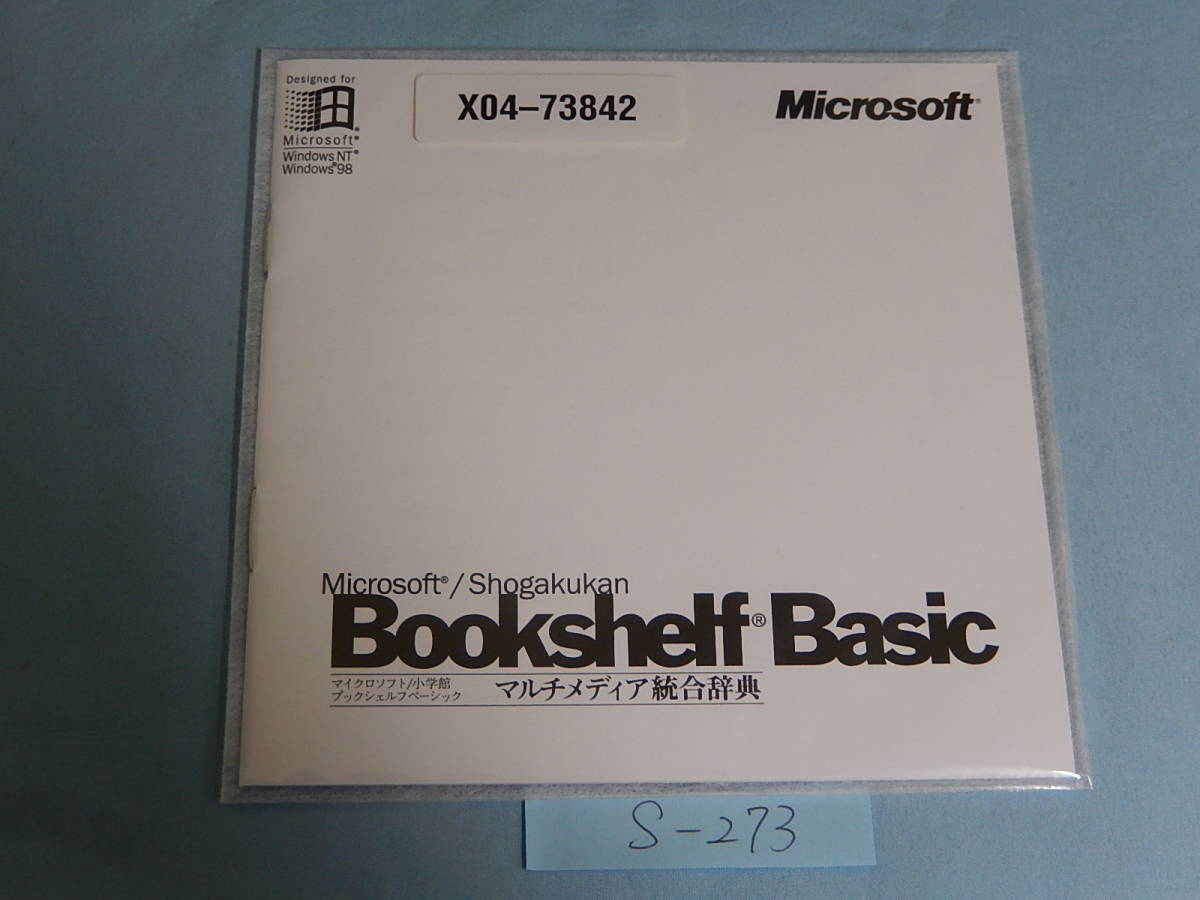 Designed for
Microsoft®
Windows NT®
Windows®98
X04-73842
Microsoft®
Microsoft®/Shogakukan
Bookshelf® Basic
マイクロソフト/小学館
ブックシェルフベーシック
マルチメディア統合辞典
S-273